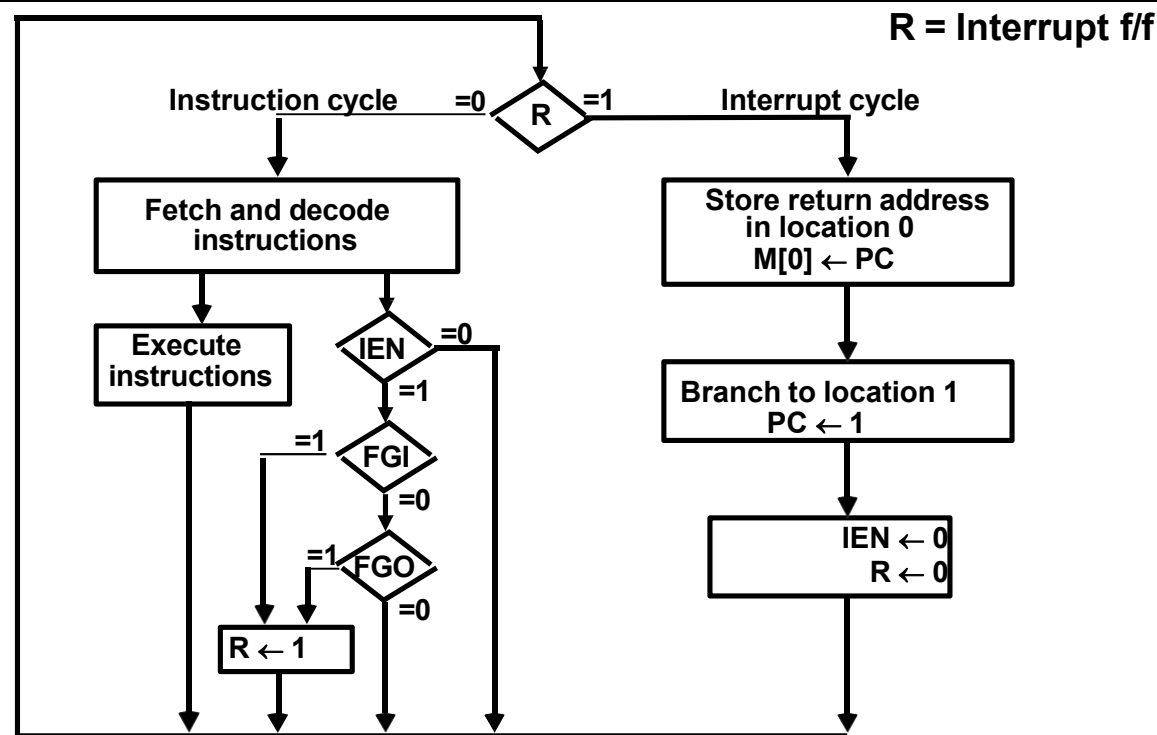 R = Interrupt f/f
Instruction cycle =0 R =1 Interrupt cycle
Fetch and decode
instructions
Store return address
in location 0
M[0] ← PC
Execute
instructions
IEN =0
=1
Branch to location 1
PC ← 1
=1 FGI
=0
=1 FGO
=0
R ← 1
IEN ← 0
R ← 0